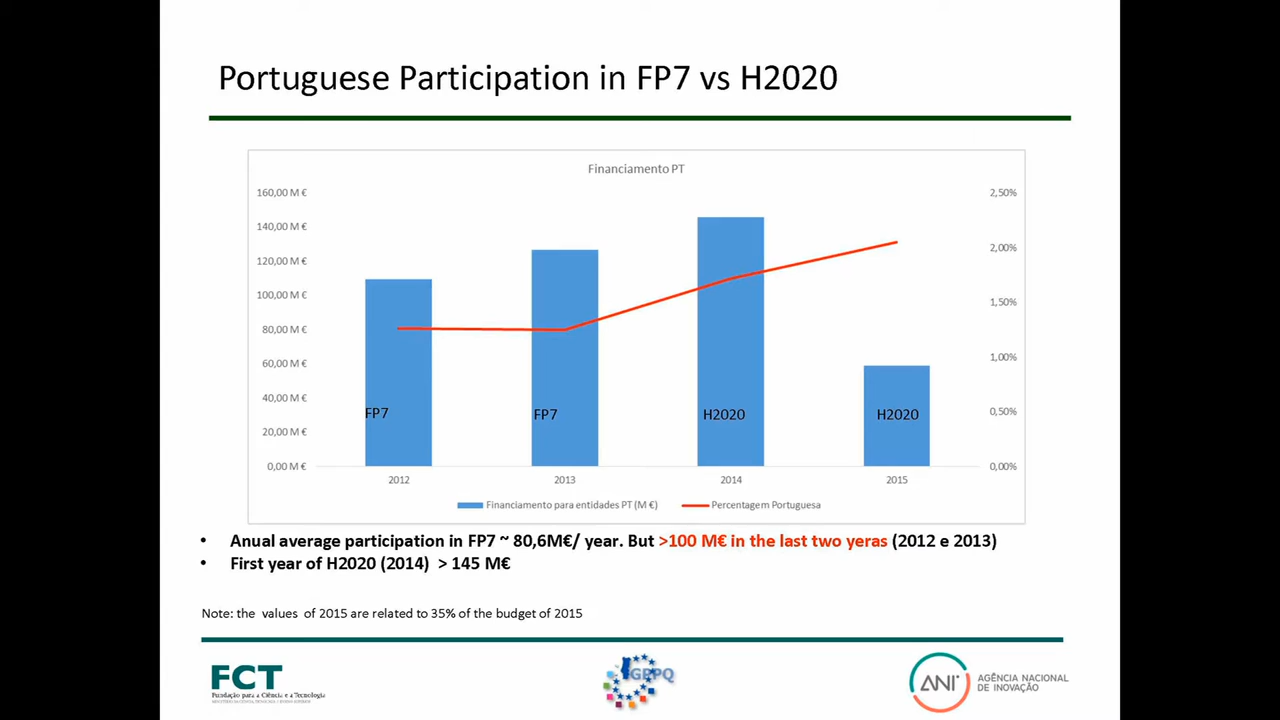 Portuguese Participation in FP7 vs H2020
Financiamento PT
160,00 M €
140,00 M €
120,00 M €
100,00 M €
80,00 M €
60,00 M €
40,00 M €
20,00 M €
0,00 M €
2,50%
2,00%
1,50%
1,00%
0,50%
0,00%
FP7
FP7
H2020
H2020
2012
2013
2014
2015
Financiamento para entidades PT (M €)
Percentagem Portuguesa
• Anual average participation in FP7 ~ 80,6M€/ year. But >100 M€ in the last two yeras (2012 e 2013)
• First year of H2020 (2014) > 145 M€
Note: the values of 2015 are related to 35% of the budget of 2015
FCT
Fundação para a Ciência e a Tecnologia
GPPQ
ANI
AGÊNCIA NACIONAL
DE INOVAÇÃO